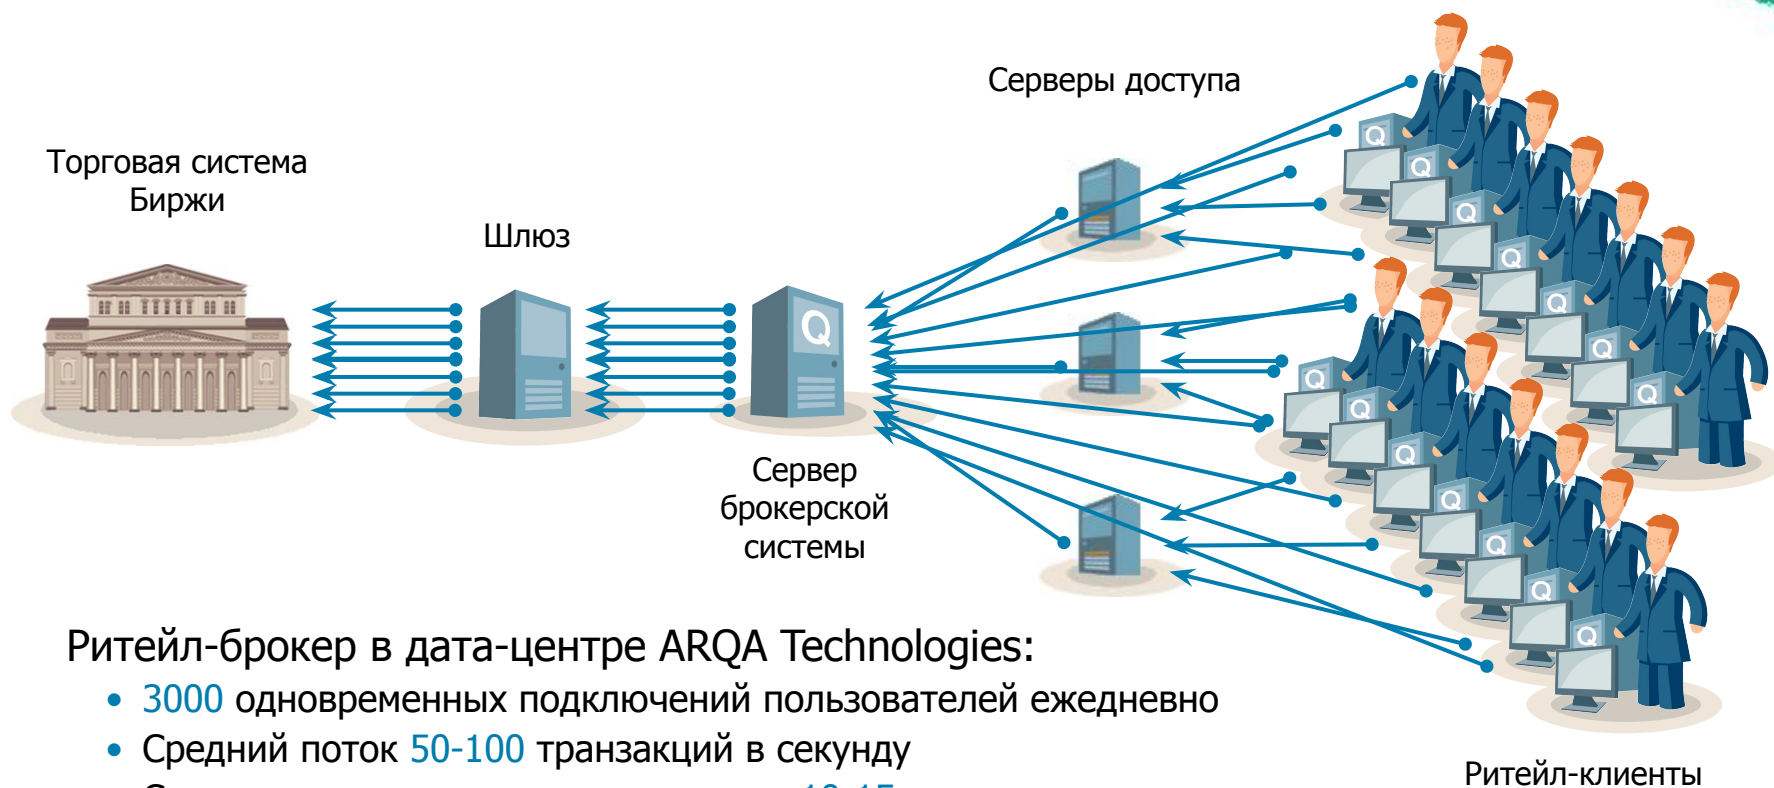 Серверы доступа
Торговая система
Биржи
Шлюз
Q
Сервер
брокерской
системы
Ритейл-брокер в дата-центре ARQA Technologies:
• 3000 одновременных подключений пользователей ежедневно
• Средний поток 50-100 транзакций в секунду
Ритейл-клиенты